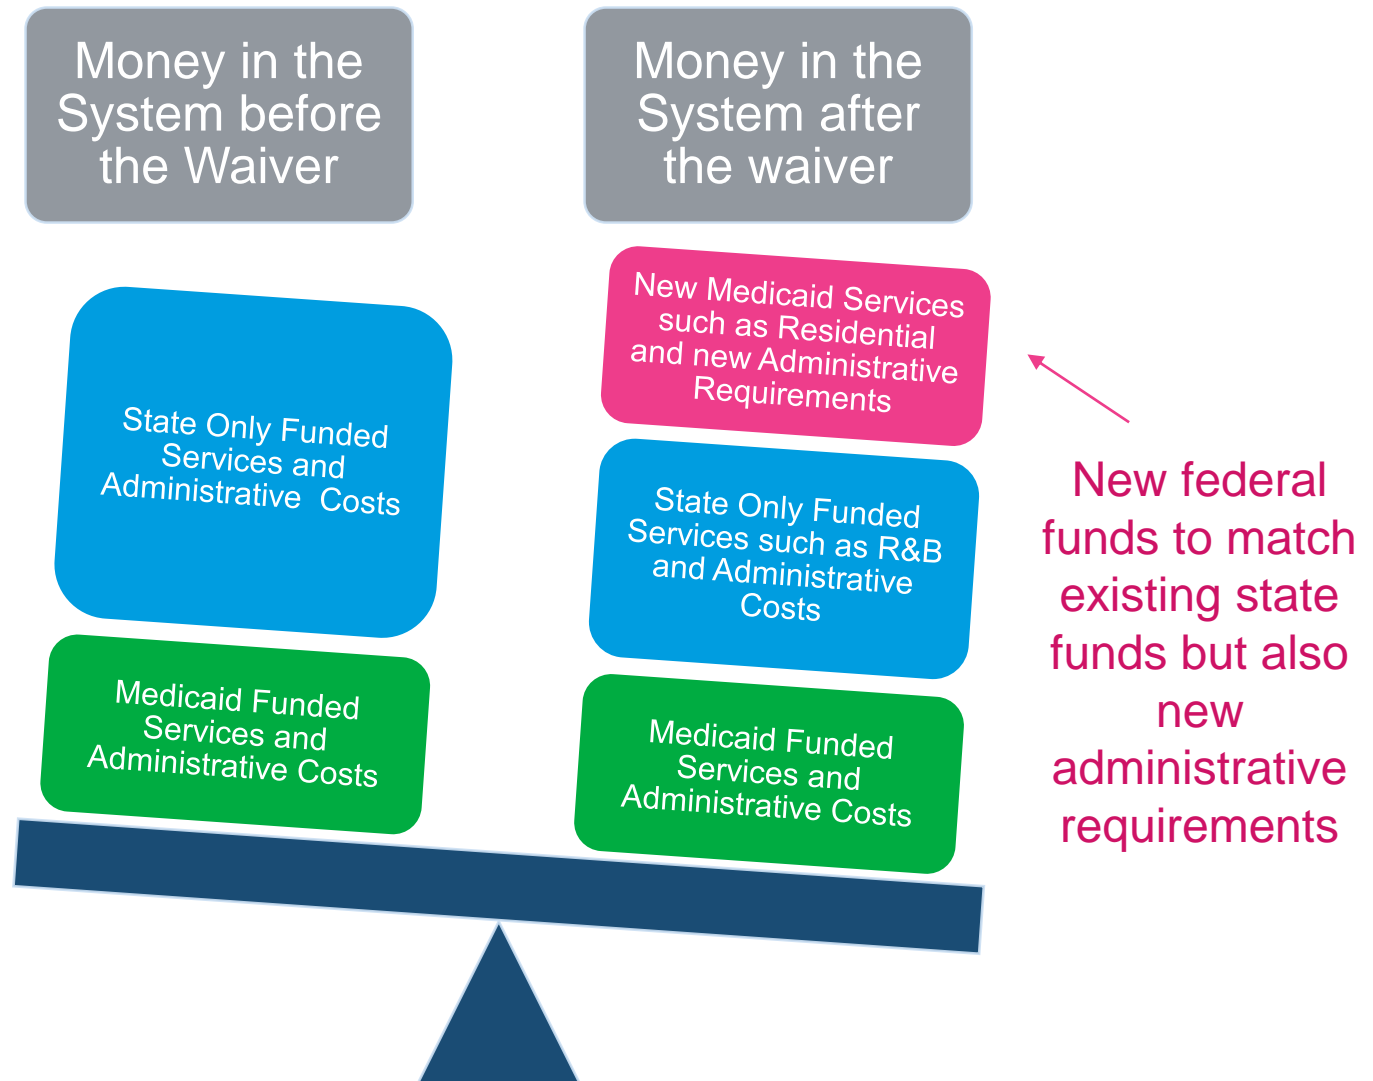 Money in the
System before
the Waiver
Money in the
System after
the waiver
State Only Funded
Services and
Administrative Costs
Medicaid Funded
Services and
Administrative Costs
New Medicaid Services
such as Residential
and new Administrative
Requirements
State Only Funded
Services such as R&B
and Administrative
Costs
Medicaid Funded
Services and
Administrative Costs
New federal
funds to match
existing state
funds but also
new
administrative
requirements